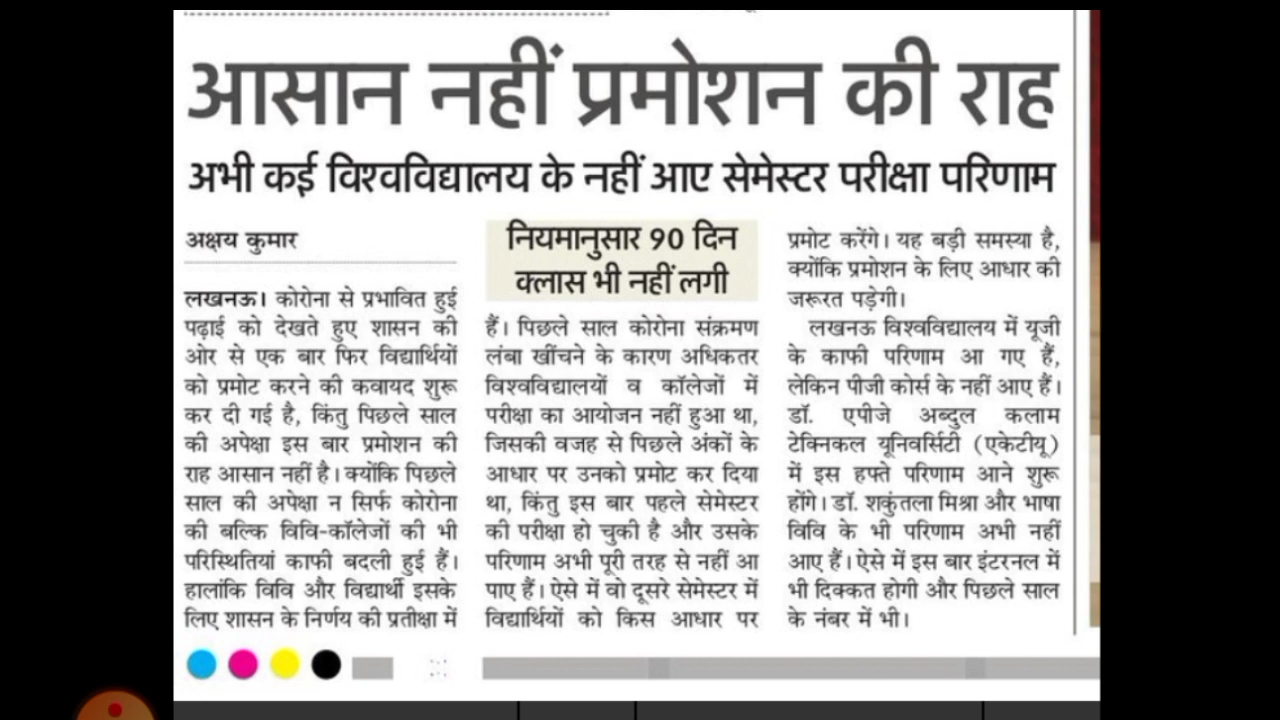 आसान नहीं प्रमोशन की राह
अभी कई विश्वविद्यालय के नहीं आए सेमेस्टर परीक्षा परिणाम
अक्षय कुमार
लखनऊ। कोरोना से प्रभावित हुई
पढ़ाई को देखते हुए शासन की
ओर से एक बार फिर विद्यार्थियों
को प्रमोट करने की कवायद शुरू
कर दी गई है, किंतु पिछले साल
की अपेक्षा इस बार प्रमोशन की
राह आसान नहीं है। क्योंकि पिछले
साल की अपेक्षा न सिर्फ कोरोना
की बल्कि विवि-कॉलेजों की भी
परिस्थितियां काफी बदली हुई हैं।
हालांकि विवि और विद्यार्थी इसके
लिए शासन के निर्णय की प्रतीक्षा में
नियमानुसार 90 दिन
क्लास भी नहीं लगी
हैं। पिछले साल कोरोना संक्रमण
लंबा खींचने के कारण अधिकतर
विश्वविद्यालयों व कॉलेजों में
परीक्षा का आयोजन नहीं हुआ था,
जिसकी वजह से पिछले अंकों के
आधार पर उनको प्रमोट कर दिया
था, किंतु इस बार पहले सेमेस्टर
की परीक्षा हो चुकी है और उसके
परिणाम अभी पूरी तरह से नहीं आ
पाए हैं। ऐसे में वो दूसरे सेमेस्टर में
विद्यार्थियों को किस आधार पर
प्रमोट करेंगे। यह बड़ी समस्या है,
क्योंकि प्रमोशन के लिए आधार की
जरूरत पड़ेगी।
लखनऊ विश्वविद्यालय में यूजी
के काफी परिणाम आ गए हैं,
लेकिन पीजी कोर्स के नहीं आए हैं।
डॉ. एपीजे अब्दुल कलाम
टेक्निकल यूनिवर्सिटी (एकेटीयू)
में इस हफ्ते परिणाम आने शुरू
होंगे। डॉ. शकुंतला मिश्रा और भाषा
विवि के भी परिणाम अभी नहीं
आए हैं। ऐसे में इस बार इंटरनल में
भी दिक्कत होगी और पिछले साल
के नंबर में भी।